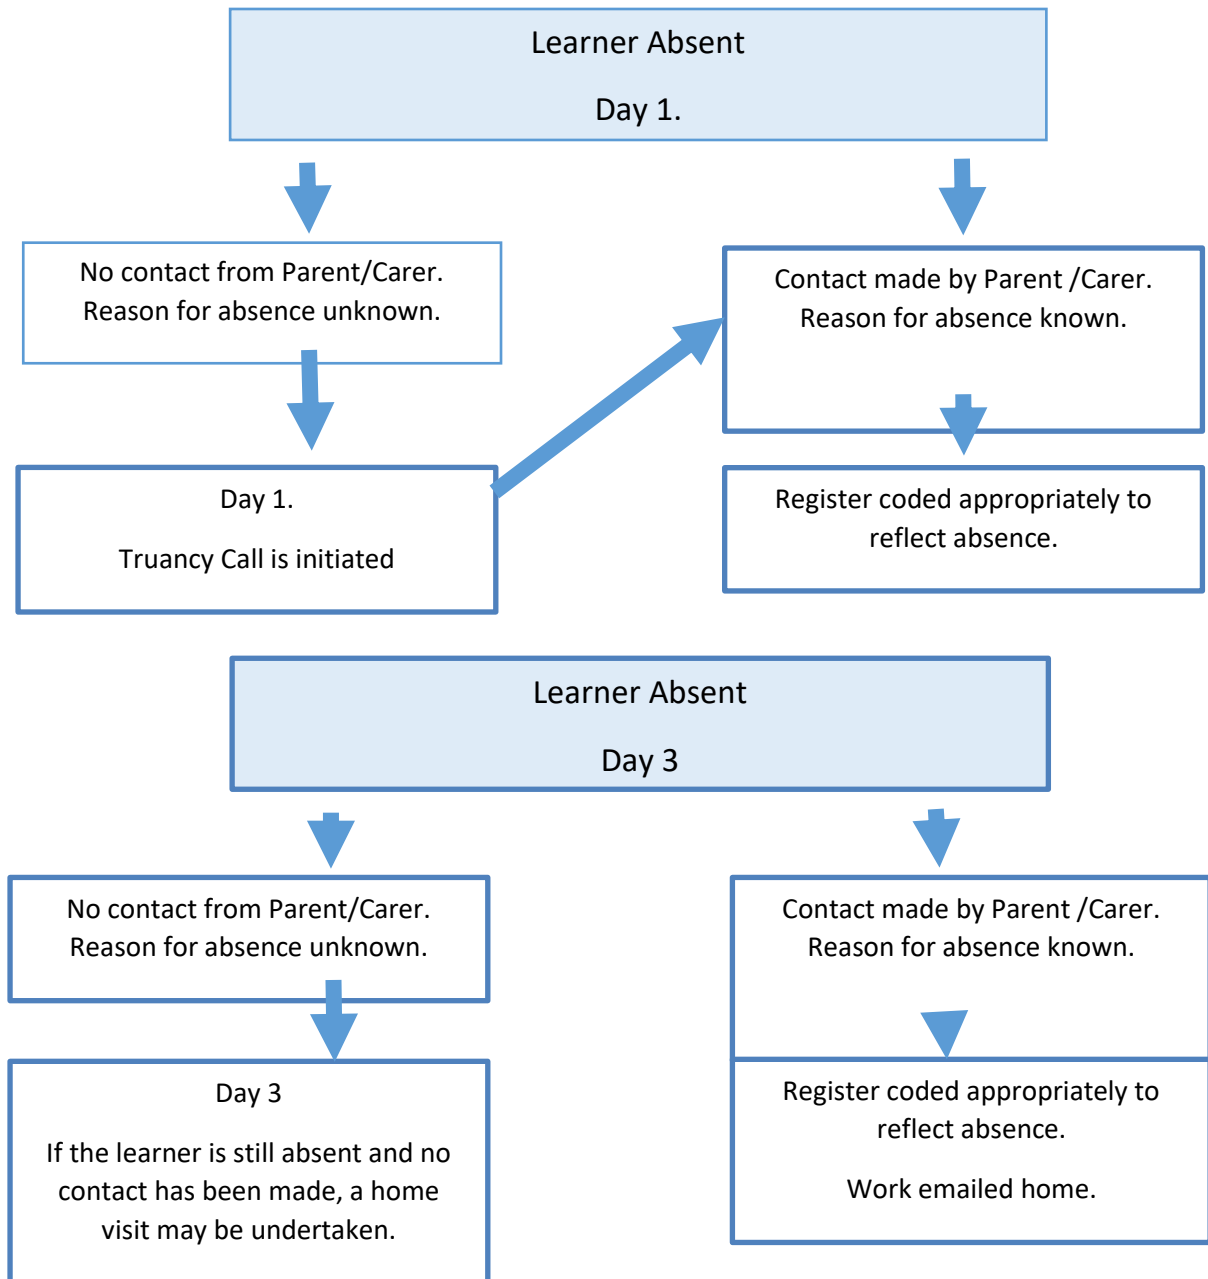 Learner Absent
Day 1.
No contact from Parent/Carer.
Reason for absence unknown.
Contact made by Parent /Carer.
Reason for absence known.
Day 1.
Truancy Call is initiated
Register coded appropriately to
reflect absence.
Learner Absent
Day 3
No contact from Parent/Carer.
Reason for absence unknown.
Contact made by Parent /Carer.
Reason for absence known.
Day 3
If the learner is still absent and no
contact has been made, a home
visit may be undertaken.
Register coded appropriately to
reflect absence.
Work emailed home.